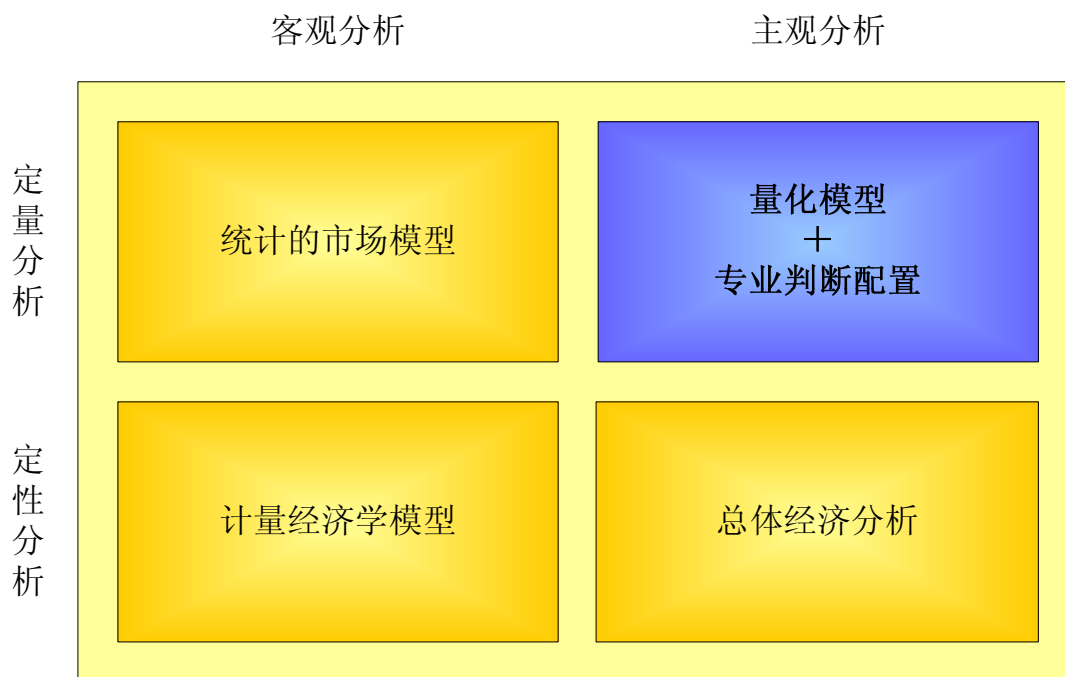 客观分析
主观分析
定量分析
统计的市场模型
量化模型
＋
专业判断配置
定性分析
计量经济学模型
总体经济分析